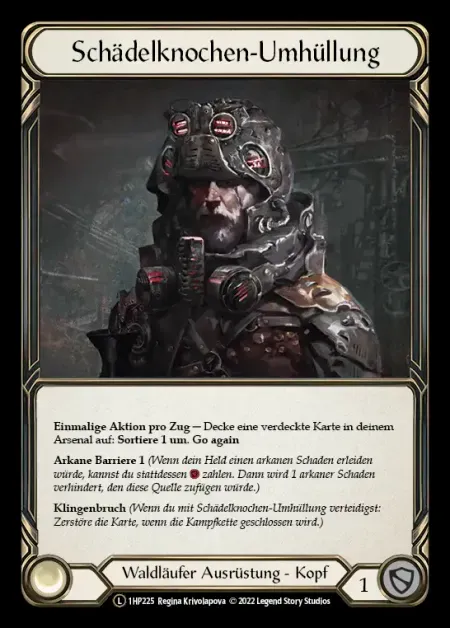 Schädelknochen-Umhüllung
Einmalige Aktion pro Zug — Decke eine verdeckte Karte in deinem
Arsenal auf: Sortiere 1 um. Go again
Arkane Barriere 1 (Wenn dein Held einen arkanen Schaden erleiden
würde, kannst du stattdessen zahlen. Dann wird 1 arkaner Schaden
verhindert, den diese Quelle zufügen würde.)
Klingenbruch (Wenn du mit Schädelknochen-Umhüllung verteidigst:
Zerstöre die Karte, wenn die Kampfkette geschlossen wird.)
Waldläufer Ausrüstung - Kopf
1
L 1HP225 Regina Krivolapova © 2022 Legend Story Studios